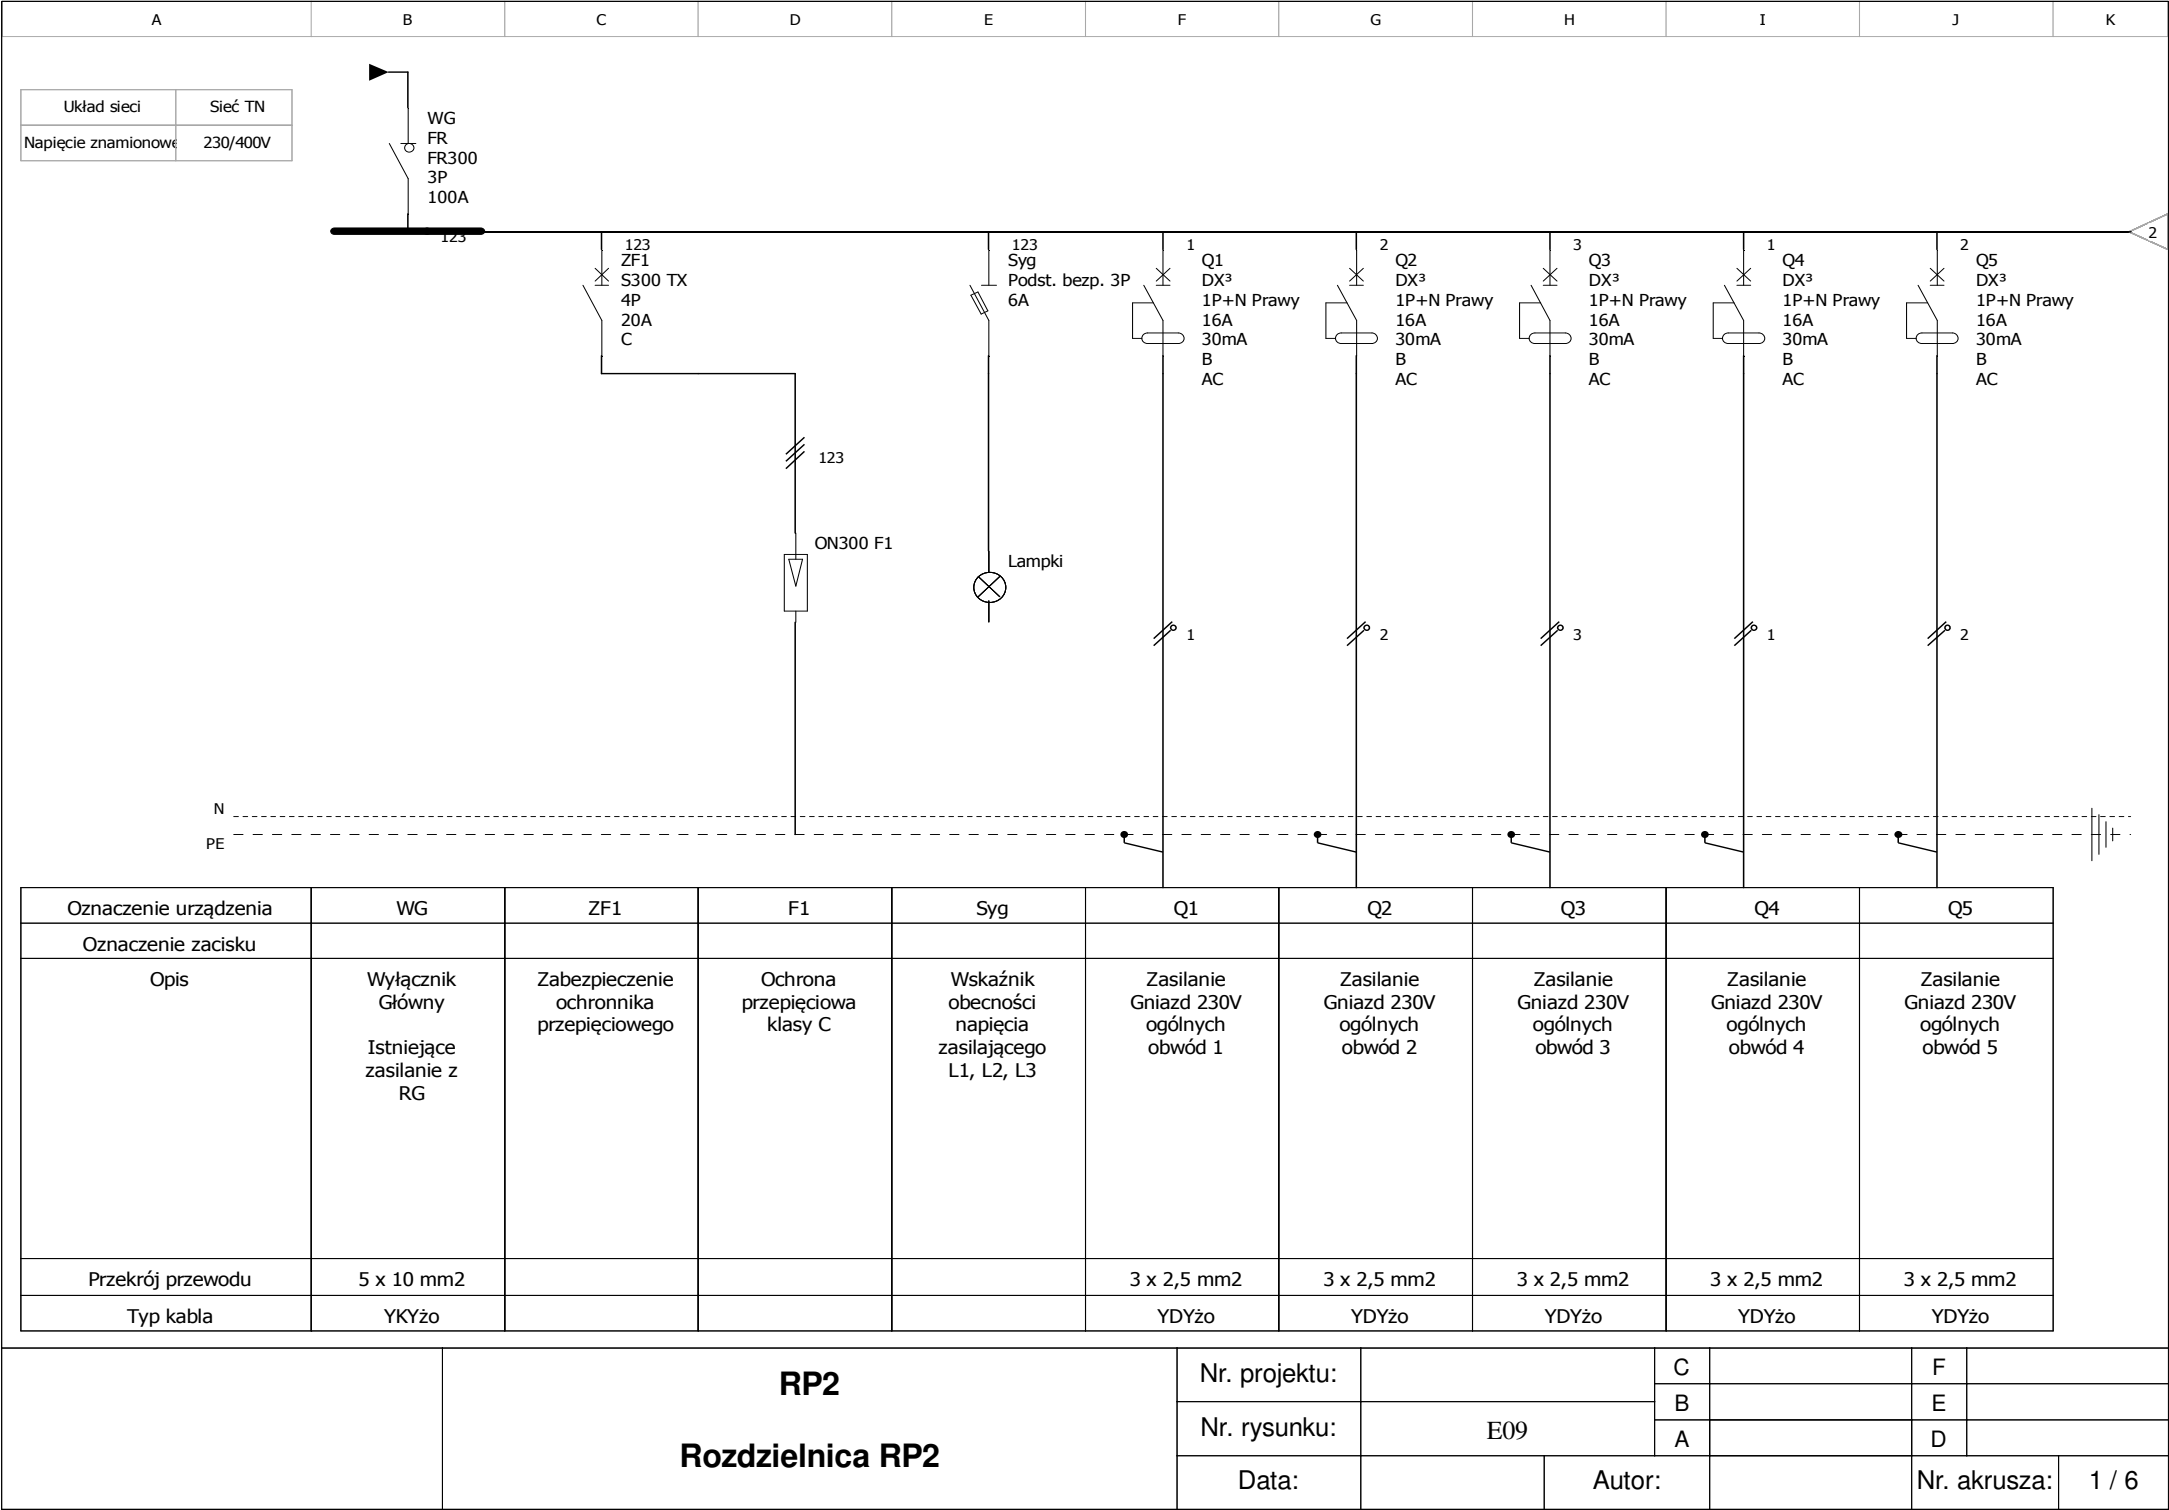 A B C D E F G H I J K
Układ sieci Sieć TN
Napięcie znamionowe 230/400V
WG
FR
FR300
3P
100A
123
123
ZF1
S300 TX
4P
20A
C
123
ON300 F1
123
Syg
Podst. bezp. 3P
6A
Lampki
1
Q1
DX³
1P+N Prawy
16A
30mA
B
AC
1
2
Q2
DX³
1P+N Prawy
16A
30mA
B
AC
2
3
Q3
DX³
1P+N Prawy
16A
30mA
B
AC
3
1
Q4
DX³
1P+N Prawy
16A
30mA
B
AC
1
2
Q5
DX³
1P+N Prawy
16A
30mA
B
AC
2
2
N
PE
Oznaczenie urządzenia WG ZF1 F1 Syg Q1 Q2 Q3 Q4 Q5
Oznaczenie zacisku
Opis
Wyłącznik
Główny
Istniejące
zasilanie z
RG
Zabezpieczenie
ochronnika
przepięciowego
Ochrona
przepięciowa
klasy C
Wskaźnik
obecności
napięcia
zasilającego
L1, L2, L3
Zasilanie
Gniazd 230V
ogólnych
obwód 1
Zasilanie
Gniazd 230V
ogólnych
obwód 2
Zasilanie
Gniazd 230V
ogólnych
obwód 3
Zasilanie
Gniazd 230V
ogólnych
obwód 4
Zasilanie
Gniazd 230V
ogólnych
obwód 5
Przekrój przewodu 5 x 10 mm2 3 x 2,5 mm2 3 x 2,5 mm2 3 x 2,5 mm2 3 x 2,5 mm2 3 x 2,5 mm2
Typ kabla YKYżo YDYżo YDYżo YDYżo YDYżo YDYżo
RP2
Rozdzielnica RP2
Nr. projektu:
Nr. rysunku: E09
Data: Autor:
C F
B E
A D
Nr. akrusza: 1 / 6